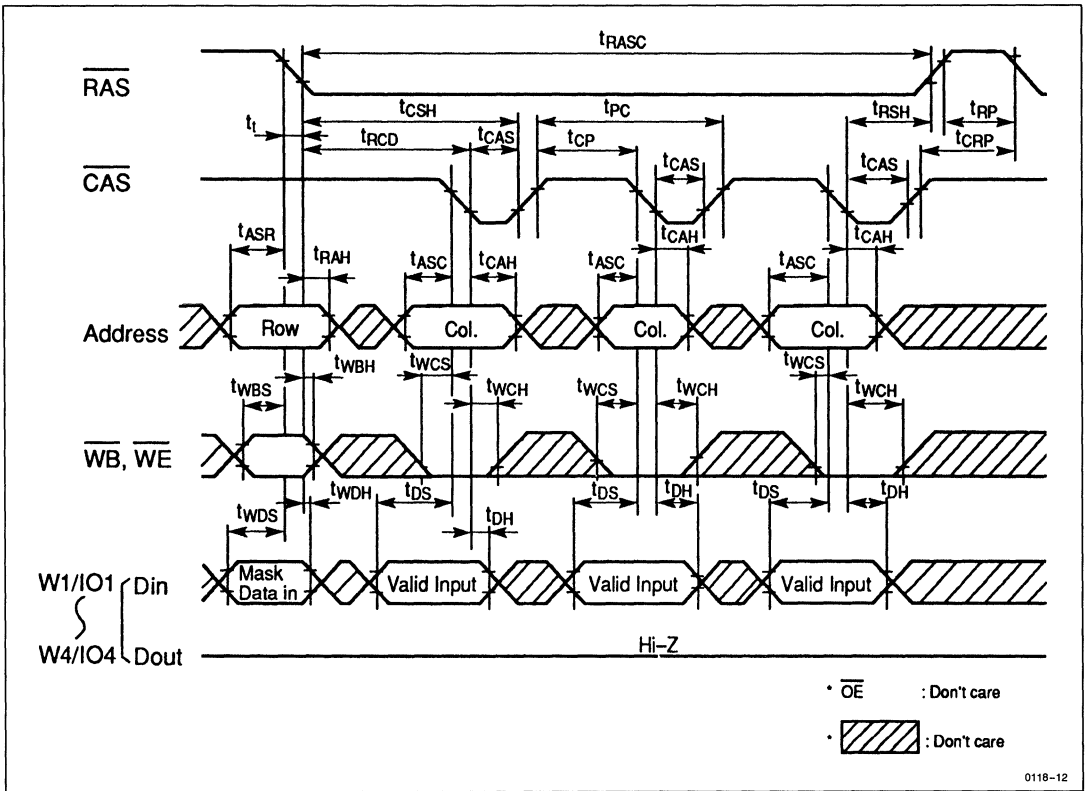 tRASC
RAS
tCSH tPC tRSH tRP
tt tRCD tCAS tCP tCRP
tCAS tCAS
CAS
tCAH tCAH
tASR tRAH tASC tCAH tASC tASC
Address Row Col. Col. Col.
tWBH tWCS tWCS tWCS
tWBS tWCH tWCH tWCH
WB, WE
tWDH tDS tDS tDH tDS tDH
tWDS tDH
W1/IO1 Din Mask Data in Valid Input Valid Input Valid Input
W4/IO4 Dout Hi-Z
* OE : Don't care
* : Don't care
0118-12